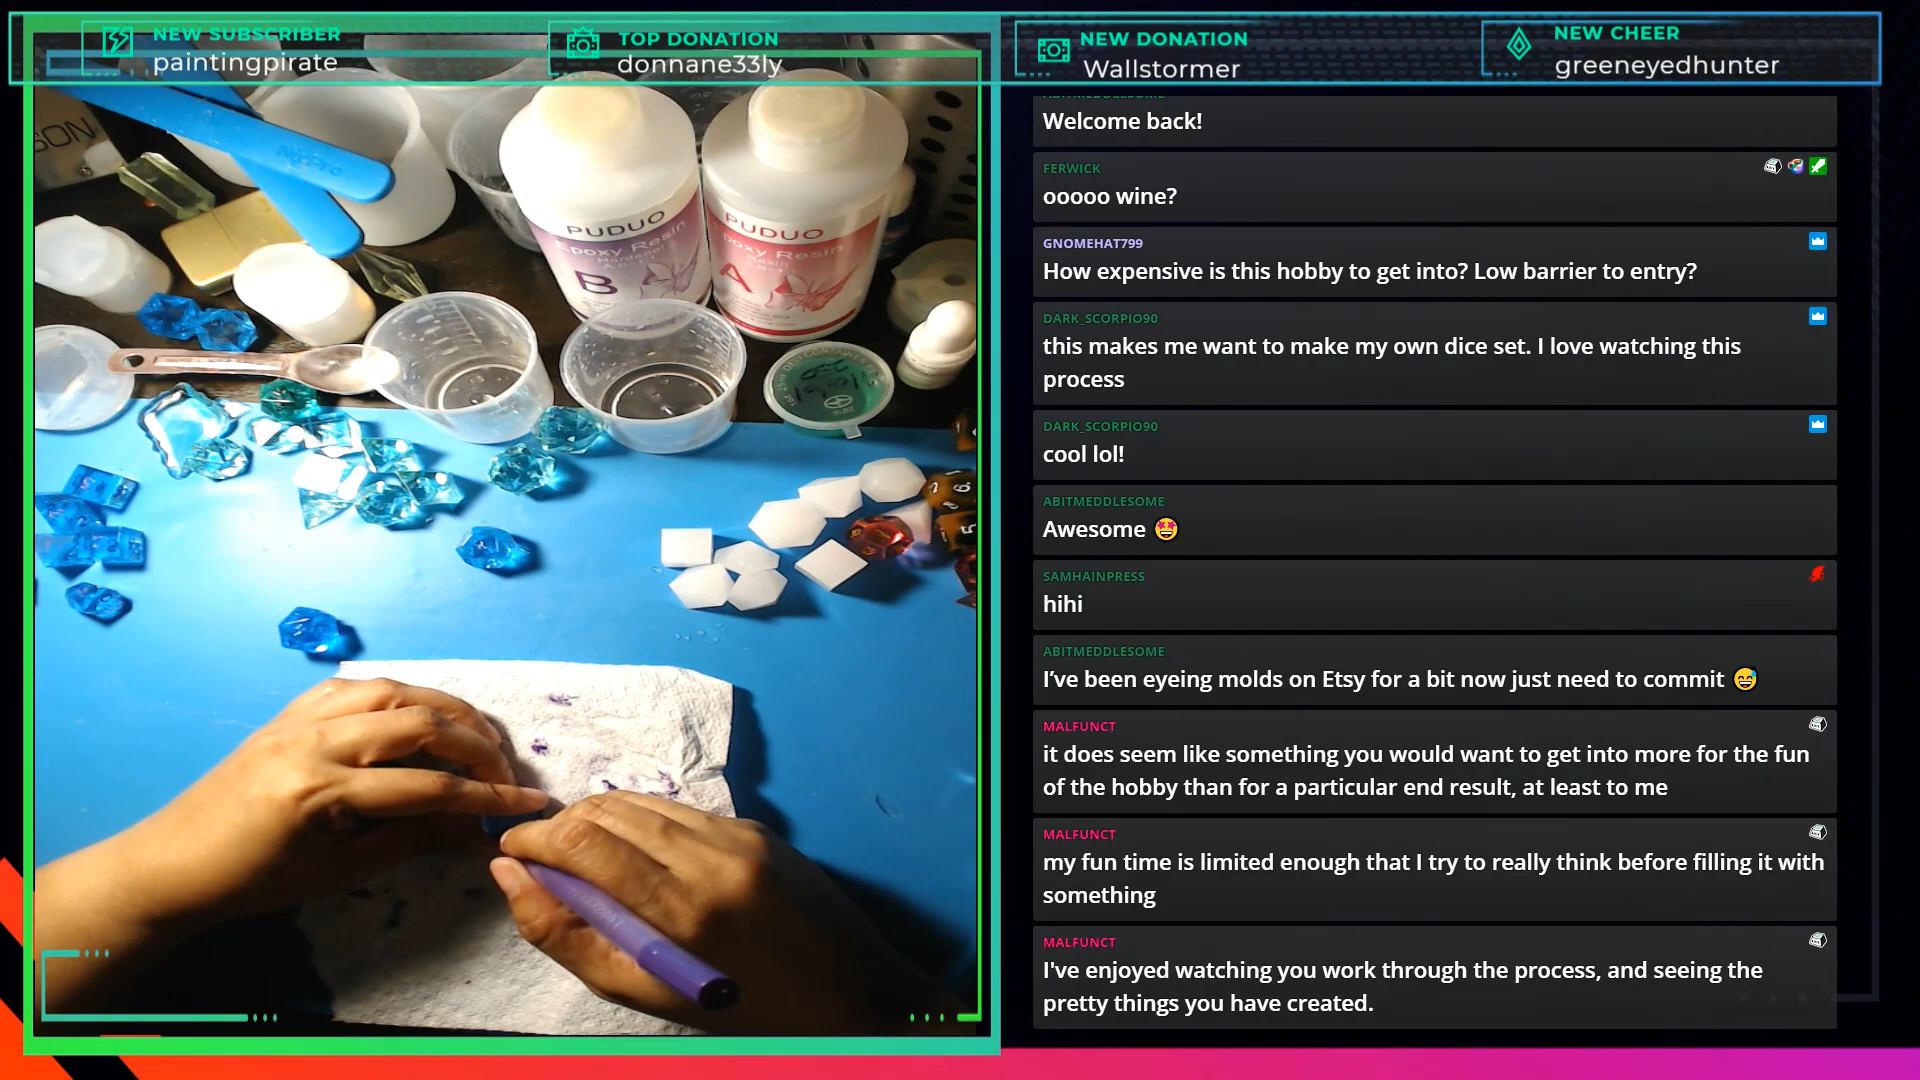 NEW SUBSCRIBER
paintingpirate
TOP DONATION
donnane33ly
NEW DONATION
Wallstormer
NEW CHEER
greeneyedhunter
PUDUO
Epoxy Resin
Hardener
B
PUDUO
Epoxy Resin
Resin
A
ABITMEDDLESOME
Welcome back!
FERWICK
ooooo wine?
GNOMEHAT799
How expensive is this hobby to get into? Low barrier to entry?
DARK_SCORPIO90
this makes me want to make my own dice set. I love watching this
process
DARK_SCORPIO90
cool lol!
ABITMEDDLESOME
Awesome 🤩
SAMHAINPRESS
hihi
ABITMEDDLESOME
I’ve been eyeing molds on Etsy for a bit now just need to commit 😅
MALFUNCT
it does seem like something you would want to get into more for the fun
of the hobby than for a particular end result, at least to me
MALFUNCT
my fun time is limited enough that I try to really think before filling it with
something
MALFUNCT
I've enjoyed watching you work through the process, and seeing the
pretty things you have created.